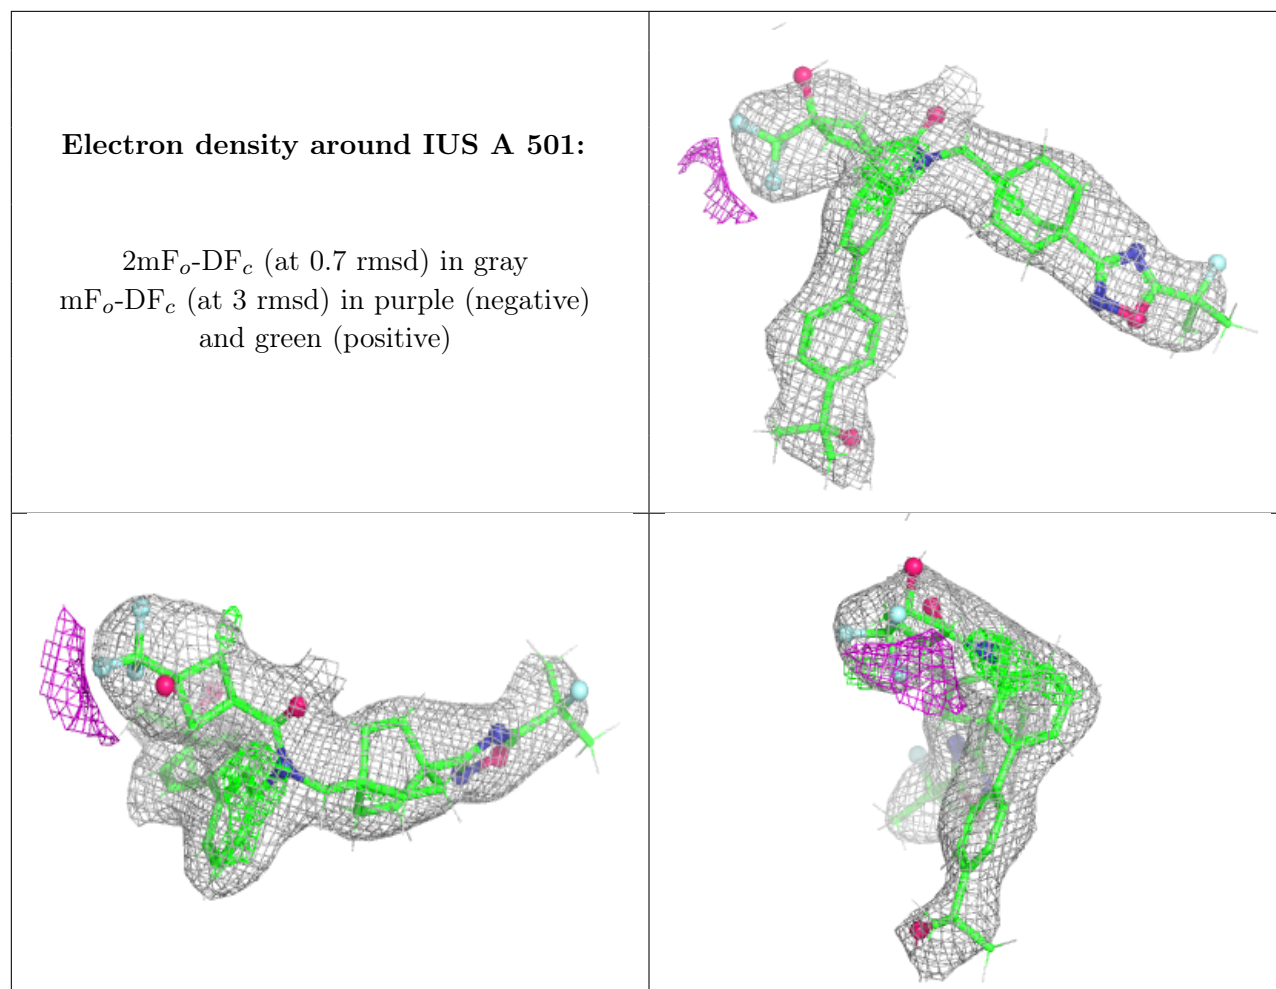 Electron density around IUS A 501:
2mFₒ-DF𝒸 (at 0.7 rmsd) in gray
mFₒ-DF𝒸 (at 3 rmsd) in purple (negative)
and green (positive)